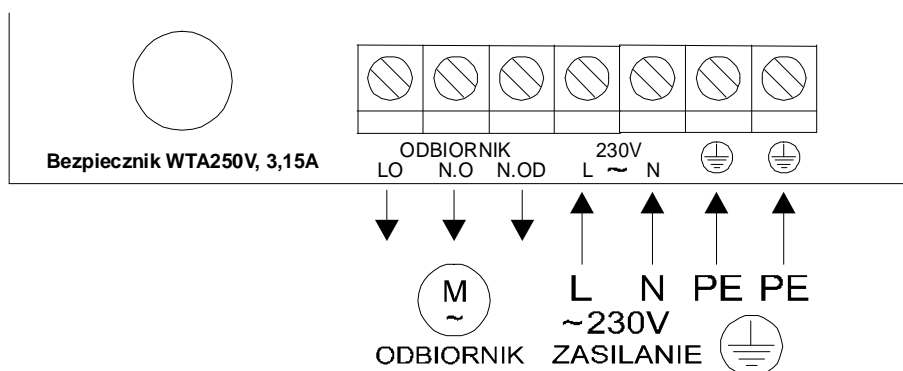 Bezpiecznik WTA250V, 3,15A
ODBIORNIK 230V
LO N.O N.OD L ~ N
M
~
L N PE PE
~230V
ODBIORNIK ZASILANIE